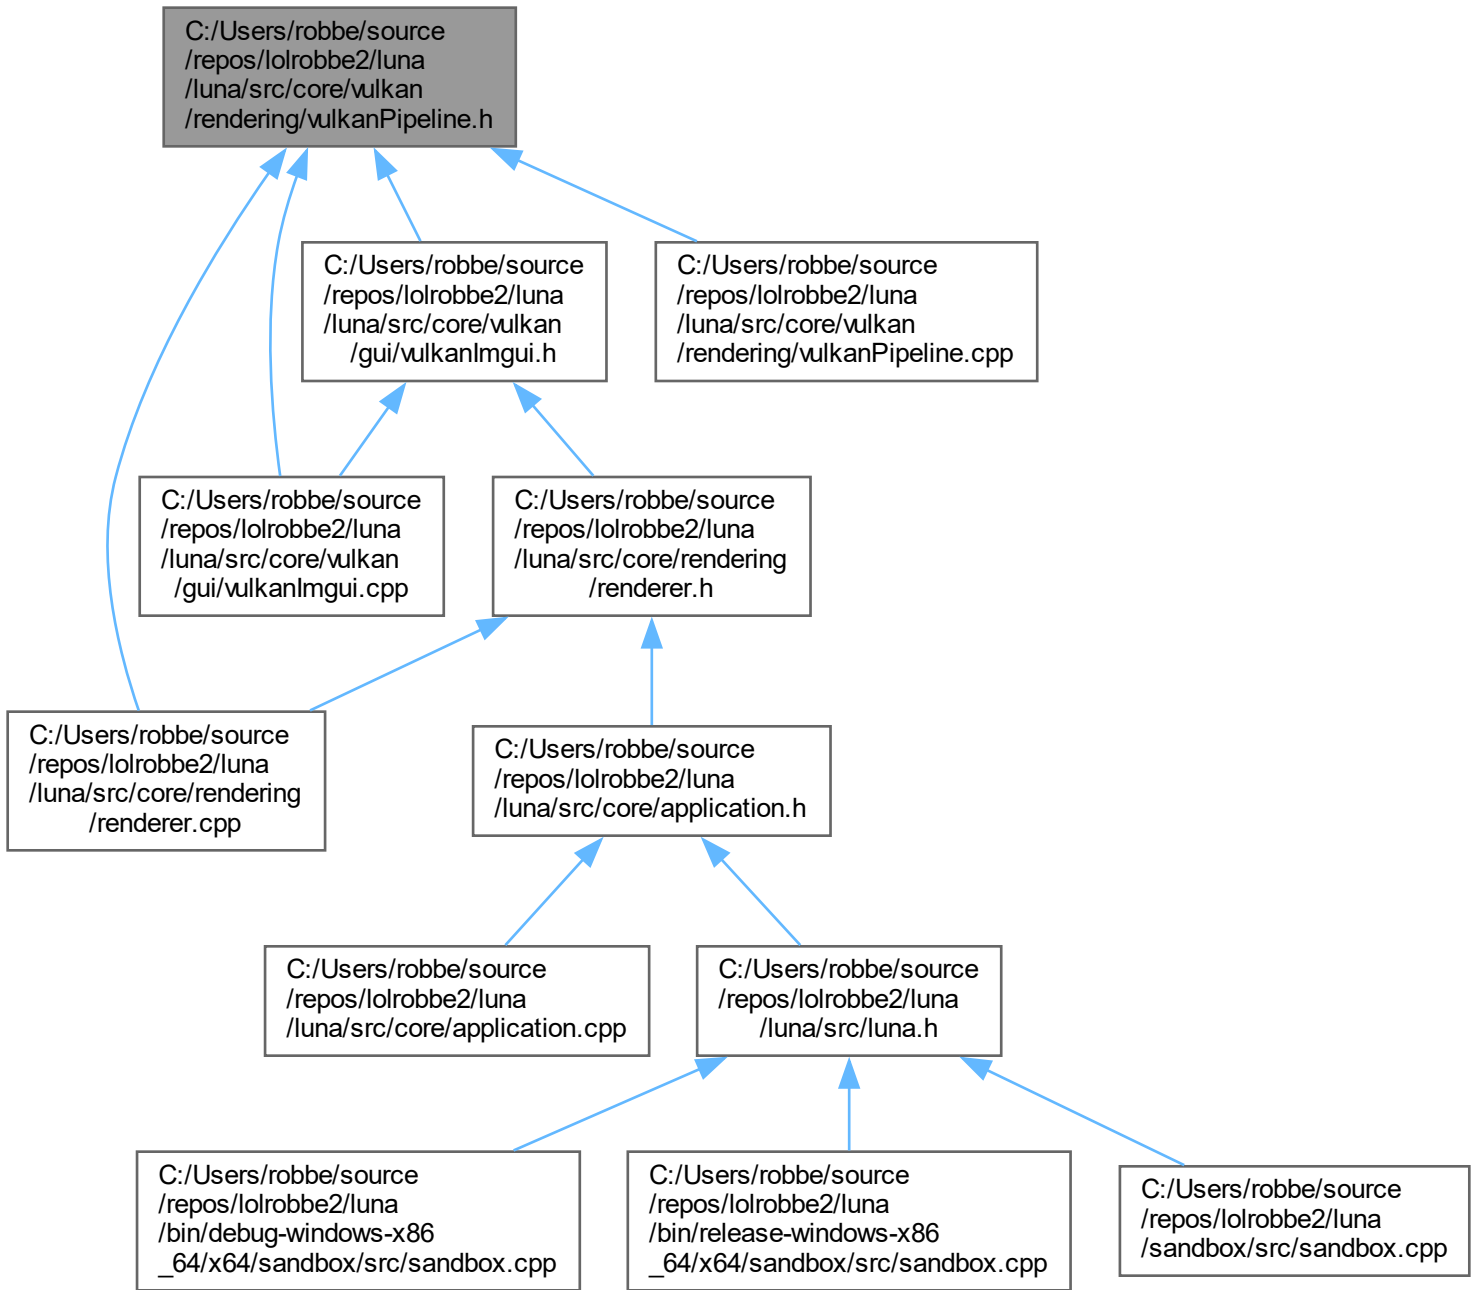 C:/Users/robbe/source
/repos/lolrobbe2/luna
/luna/src/core/vulkan
/rendering/vulkanPipeline.h
C:/Users/robbe/source
/repos/lolrobbe2/luna
/luna/src/core/vulkan
/gui/vulkanImgui.h
C:/Users/robbe/source
/repos/lolrobbe2/luna
/luna/src/core/vulkan
/rendering/vulkanPipeline.cpp
C:/Users/robbe/source
/repos/lolrobbe2/luna
/luna/src/core/vulkan
/gui/vulkanImgui.cpp
C:/Users/robbe/source
/repos/lolrobbe2/luna
/luna/src/core/rendering
/renderer.h
C:/Users/robbe/source
/repos/lolrobbe2/luna
/luna/src/core/rendering
/renderer.cpp
C:/Users/robbe/source
/repos/lolrobbe2/luna
/luna/src/core/application.h
C:/Users/robbe/source
/repos/lolrobbe2/luna
/luna/src/core/application.cpp
C:/Users/robbe/source
/repos/lolrobbe2/luna
/luna/src/luna.h
C:/Users/robbe/source
/repos/lolrobbe2/luna
/bin/debug-windows-x86
_64/x64/sandbox/src/sandbox.cpp
C:/Users/robbe/source
/repos/lolrobbe2/luna
/bin/release-windows-x86
_64/x64/sandbox/src/sandbox.cpp
C:/Users/robbe/source
/repos/lolrobbe2/luna
/sandbox/src/sandbox.cpp